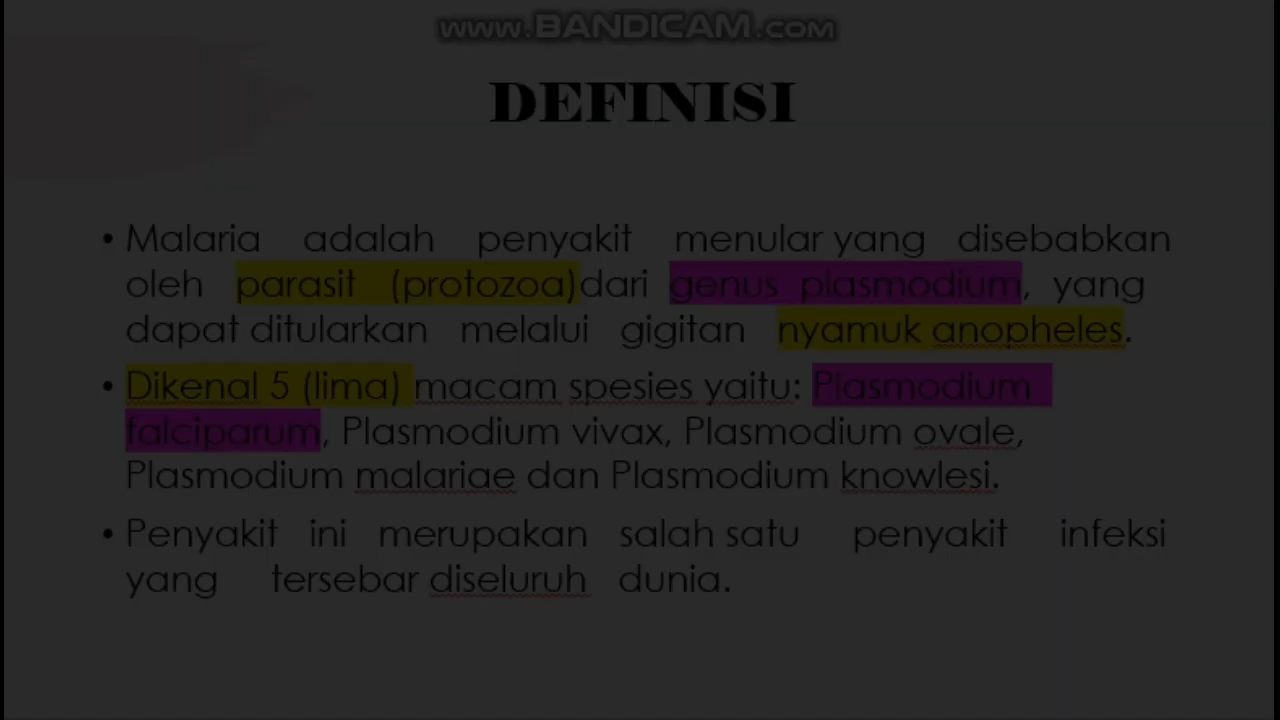 www.BANDICAM.com
DEFINISI
• Malaria adalah penyakit menular yang disebabkan
oleh parasit (protozoa)dari genus plasmodium, yang
dapat ditularkan melalui gigitan nyamuk anopheles.
• Dikenal 5 (lima) macam spesies yaitu: Plasmodium
falciparum, Plasmodium vivax, Plasmodium ovale,
Plasmodium malariae dan Plasmodium knowlesi.
• Penyakit ini merupakan salah satu penyakit infeksi
yang tersebar diseluruh dunia.